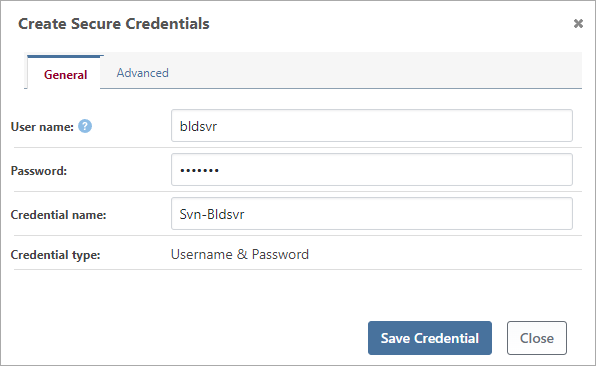 Create Secure Credentials
General
Advanced
User name:
bldsvr
Password:
•••••••
Credential name:
Svn-Bldsvr
Credential type:
Username & Password
Save Credential
Close